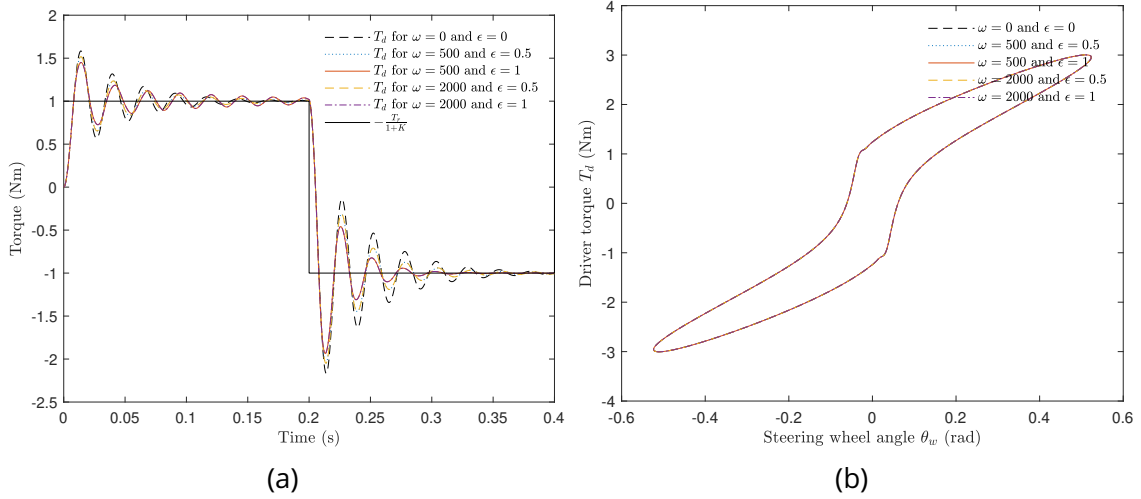 2
1.5
1
0.5
0
-0.5
-1
-1.5
-2
-2.5
Torque (Nm)
0
0.05
0.1
0.15
0.2
0.25
0.3
0.35
0.4
Time (s)
T_d for ω = 0 and ϵ = 0
T_d for ω = 500 and ϵ = 0.5
T_d for ω = 500 and ϵ = 1
T_d for ω = 2000 and ϵ = 0.5
T_d for ω = 2000 and ϵ = 1
-T_r/(1+K)
(a)
4
3
2
1
0
-1
-2
-3
-4
Driver torque T_d (Nm)
-0.6
-0.4
-0.2
0
0.2
0.4
0.6
Steering wheel angle θ_w (rad)
ω = 0 and ϵ = 0
ω = 500 and ϵ = 0.5
ω = 500 and ϵ = 1
ω = 2000 and ϵ = 0.5
ω = 2000 and ϵ = 1
(b)